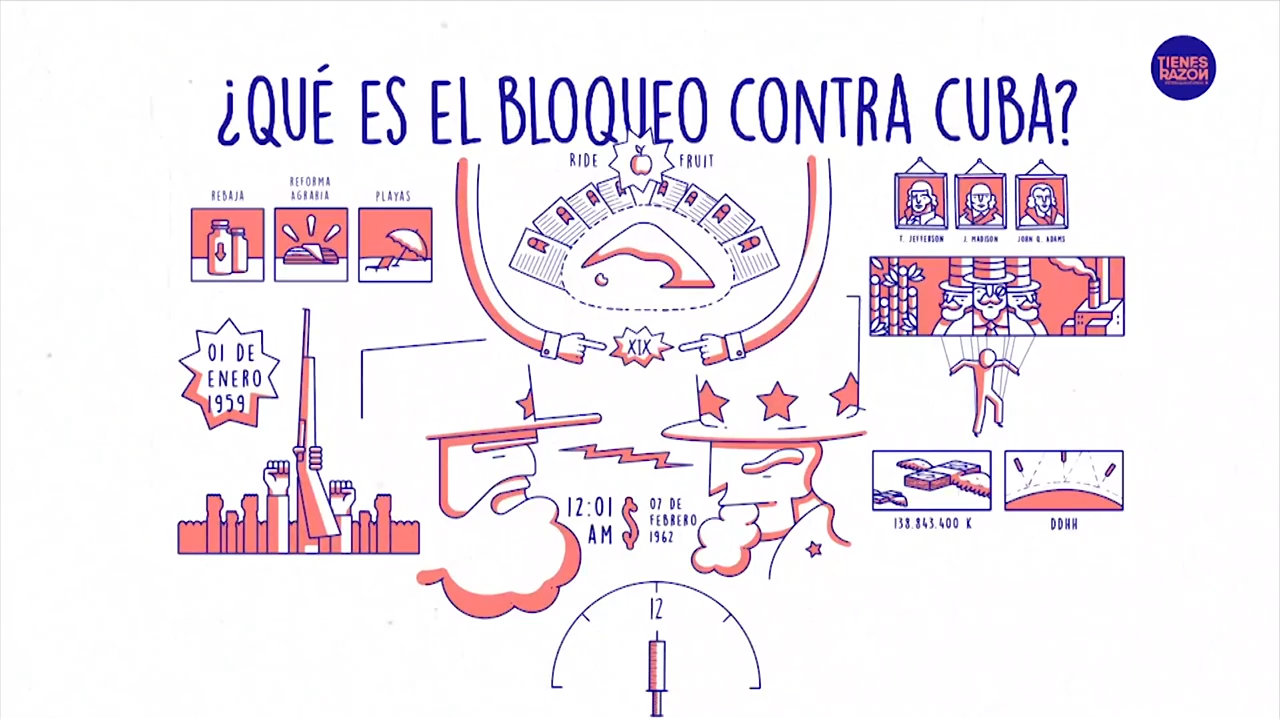 TIENES
RAZON
¿QUÉ ES EL BLOQUEO CONTRA CUBA?
RIDE
FRUIT
REBAJA
REFORMA
AGRARIA
PLAYAS
T. JEFFERSON
J. MADISON
JOHN Q. ADAMS
XIX
01 DE
ENERO
1959
12:01
AM
$
07 DE
FEBRERO
1962
138.843.400 K
DDHH
12